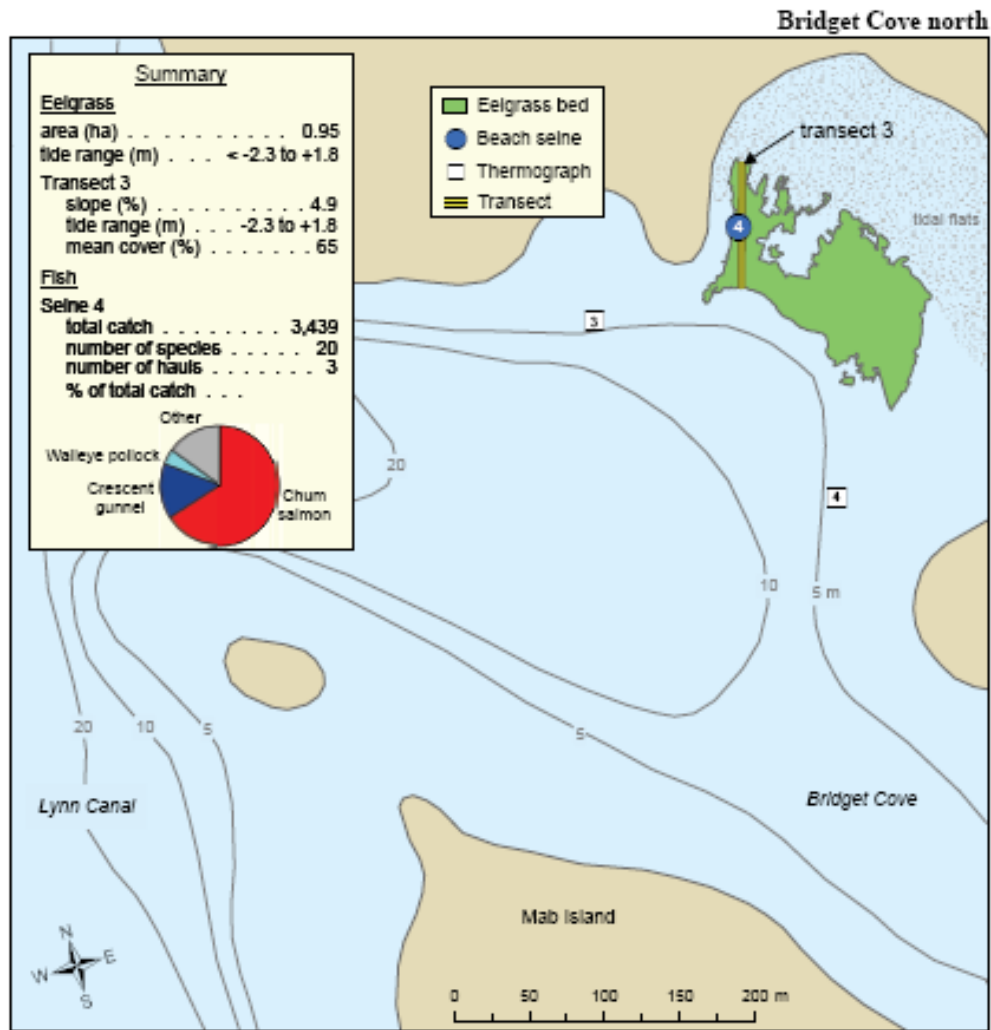 Bridget Cove north
Summary
Eelgrass
area (ha) . . . . . . . . . . 0.95
tide range (m) . . . < -2.3 to +1.8
Transect 3
slope (%) . . . . . . . . . . 4.9
tide range (m) . . . -2.3 to +1.8
mean cover (%) . . . . . . . 65
Fish
Seine 4
total catch . . . . . . . . 3,439
number of species . . . . . 20
number of hauls . . . . . . . 3
% of total catch . . .
Other
Walleye pollock
Crescent
gunnel
Chum
salmon
Eelgrass bed
Beach seine
Thermograph
Transect
transect 3
4
tidal flats
3
20
4
10
5 m
20
10
5
5
Lynn Canal
Bridget Cove
Mab Island
N
W
E
S
0 50 100 150 200 m